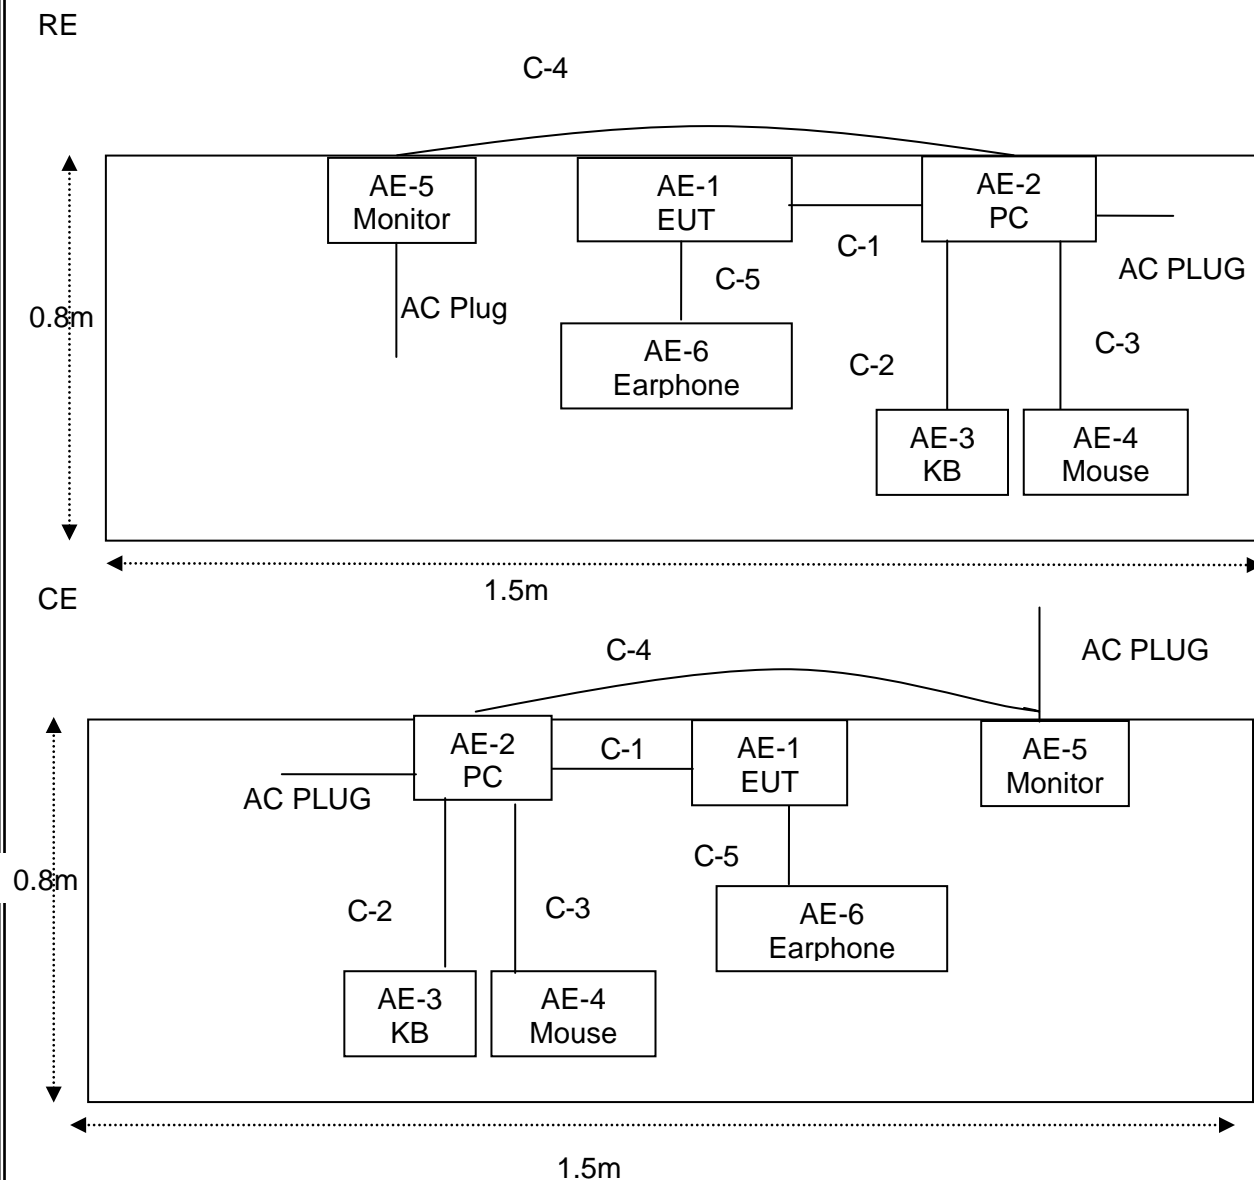 RE
C-4
AE-5
Monitor
AE-1
EUT
AE-2
PC
C-1
AC PLUG
C-5
AC Plug
0.8m
AE-6
Earphone
C-2
C-3
AE-3
KB
AE-4
Mouse
1.5m
CE
C-4
AC PLUG
AE-2
PC
C-1
AE-1
EUT
AE-5
Monitor
AC PLUG
C-5
0.8m
C-2
C-3
AE-6
Earphone
AE-3
KB
AE-4
Mouse
1.5m